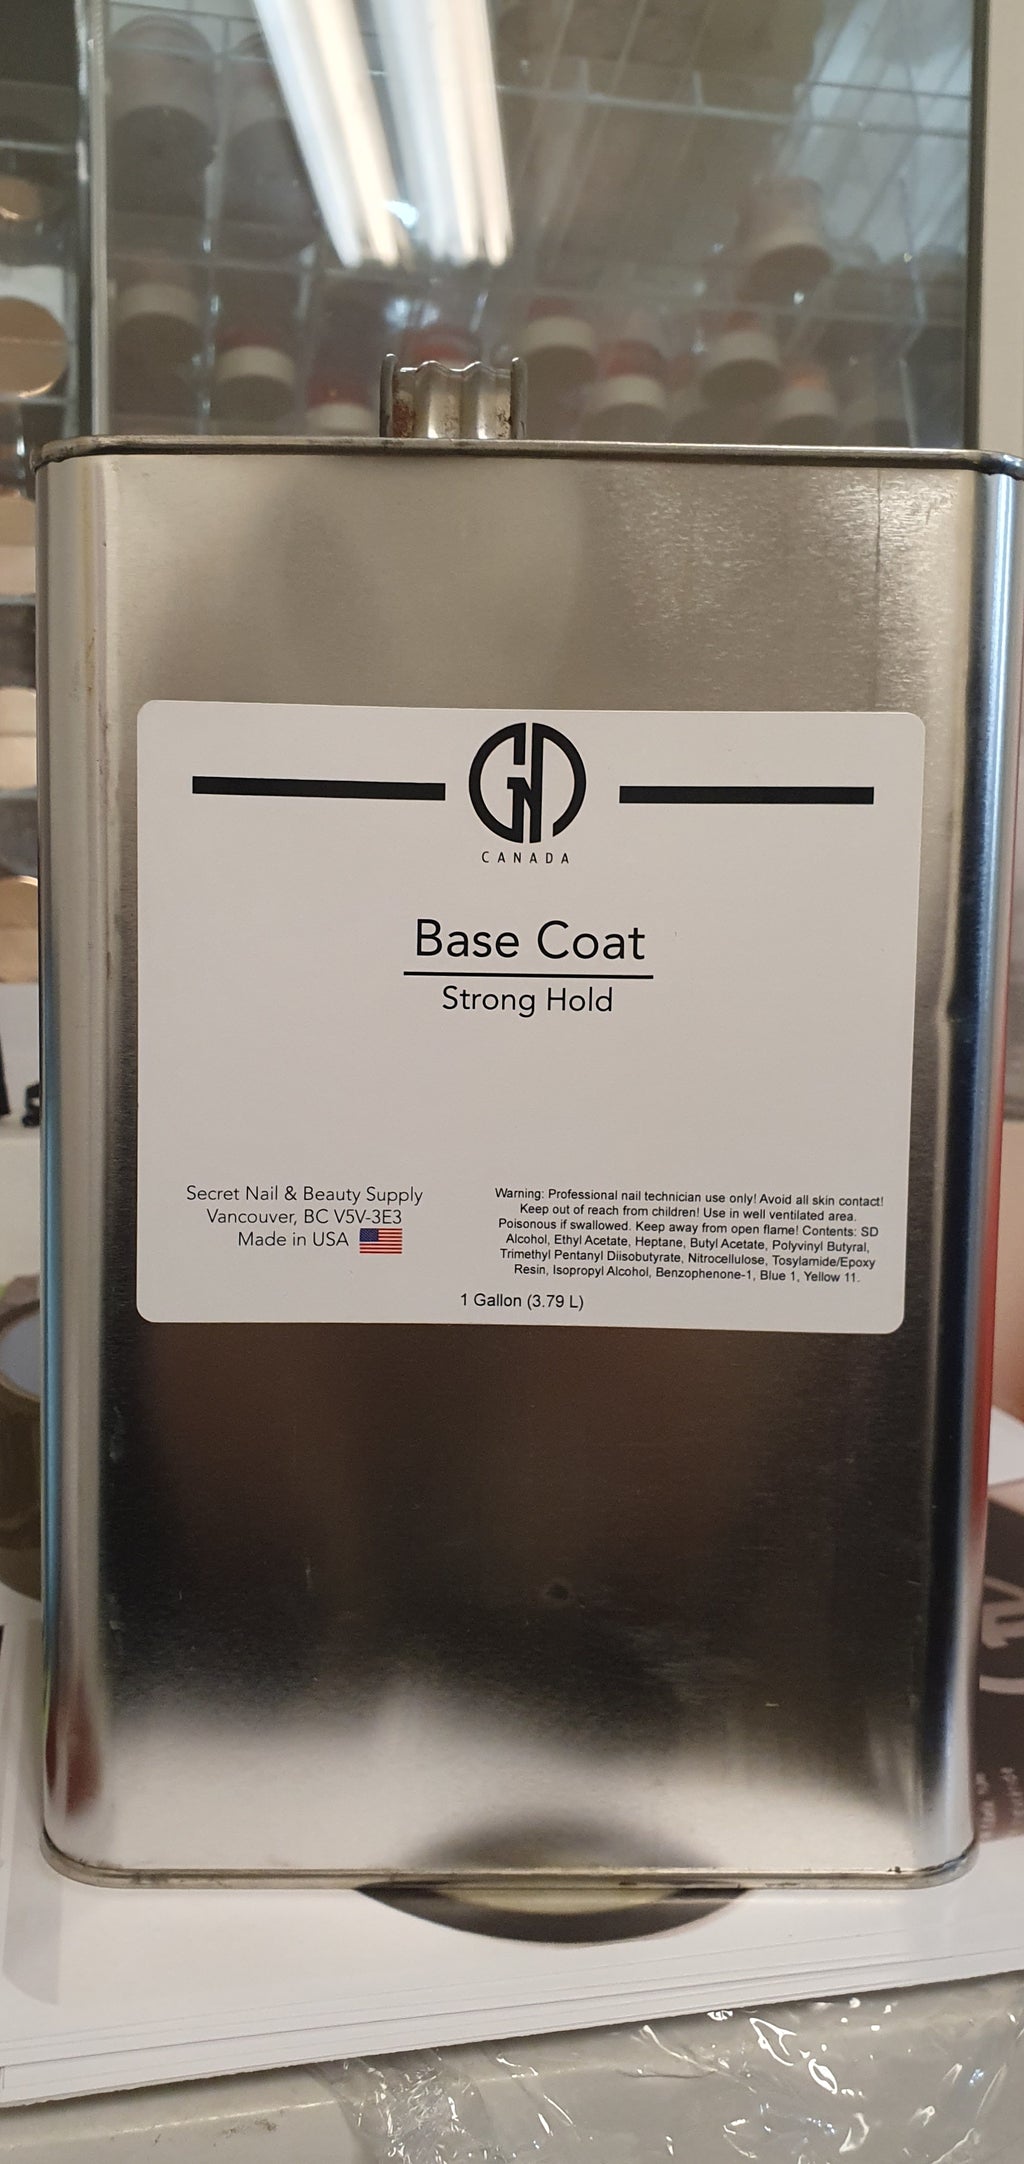 GND
CANADA
Base Coat
Strong Hold
Secret Nail & Beauty Supply
Vancouver, BC V5V-3E3
Made in USA
Warning: Professional nail technician use only! Avoid all skin contact!
Keep out of reach from children! Use in well ventilated area.
Poisonous if swallowed. Keep away from open flame! Contents: SD
Alcohol, Ethyl Acetate, Heptane, Butyl Acetate, Polyvinyl Butyral,
Trimethyl Pentanyl Diisobutyrate, Nitrocellulose, Tosylamide/Epoxy
Resin, Isopropyl Alcohol, Benzophenone-1, Blue 1, Yellow 11.
1 Gallon (3.79 L)